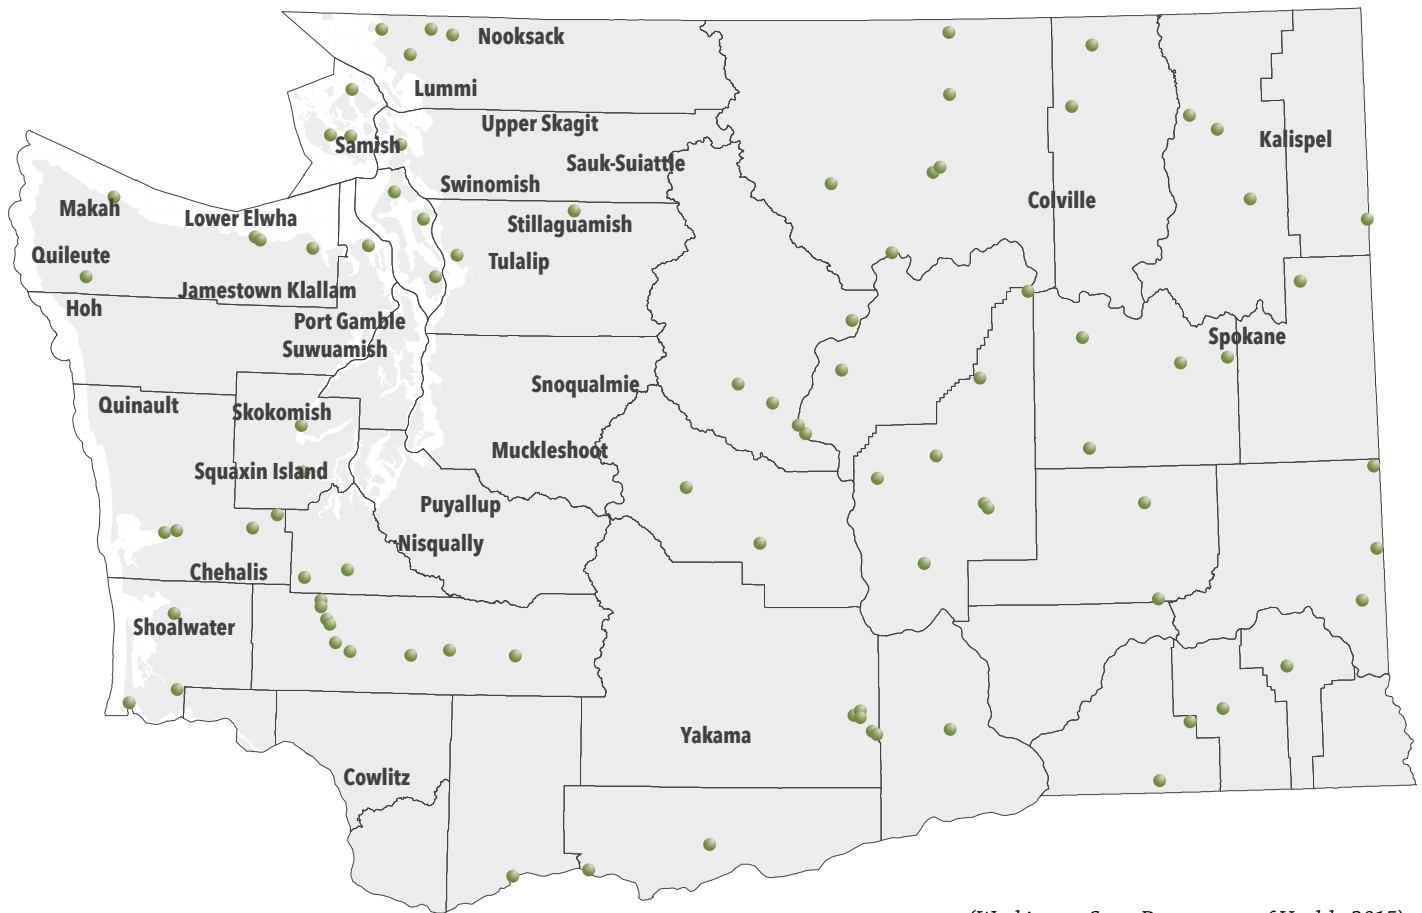 Nooksack
Lummi
Upper Skagit
Samish
Sauk-Suiattle
Kalispel
Swinomish
Makah
Lower Elwha
Colville
Stillaguamish
Quileute
Tulalip
Jamestown Klallam
Hoh
Port Gamble
Suwuamish
Spokane
Snoqualmie
Quinault
Skokomish
Muckleshoot
Squaxin Island
Puyallup
Nisqually
Chehalis
Shoalwater
Yakama
Cowlitz